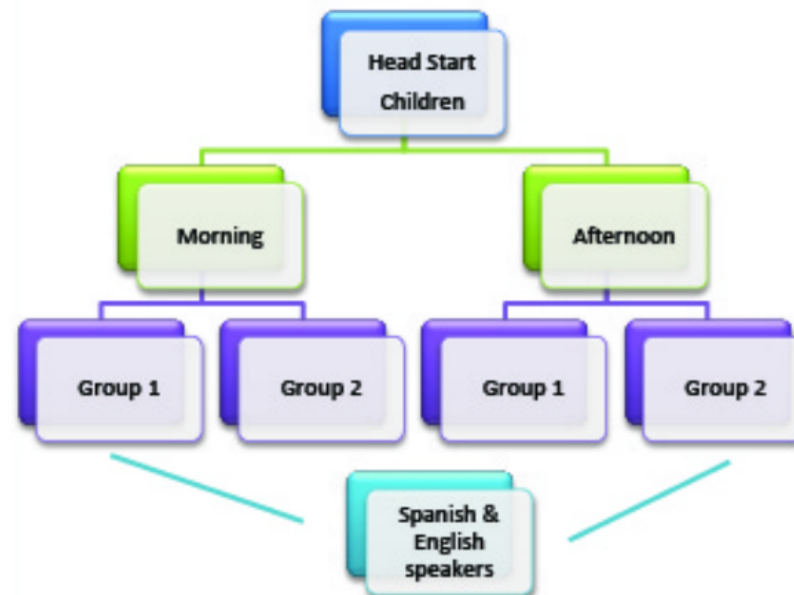 Head Start
Children
Morning
Afternoon
Group 1
Group 2
Group 1
Group 2
Spanish &
English
speakers